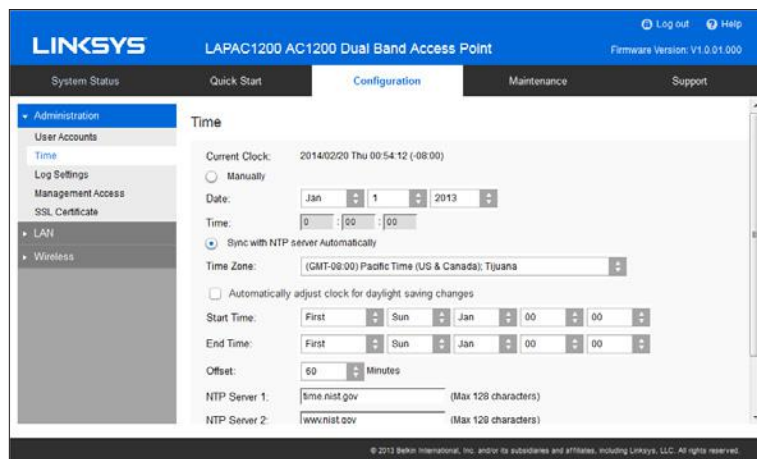 Log out Help
LINKSYS LAPAC1200 AC1200 Dual Band Access Point Firmware Version: V1.0.01.000
System Status Quick Start Configuration Maintenance Support
Administration
User Accounts
Time
Log Settings
Management Access
SSL Certificate
LAN
Wireless
Time
Current Clock: 2014/02/20 Thu 00:54:12 (-08:00)
Manually
Date: Jan 1 2013
Time: 0 : 00 : 00
Sync with NTP server Automatically
Time Zone: (GMT-08:00) Pacific Time (US & Canada); Tijuana
Automatically adjust clock for daylight saving changes
Start Time: First Sun Jan 00 00
End Time: First Sun Jan 00 00
Offset: 60 Minutes
NTP Server 1: time.nist.gov (Max 128 characters)
NTP Server 2: www.nist.gov (Max 128 characters)
© 2013 Belkin International, Inc. and/or its subsidiaries and affiliates, including Linksys, LLC. All rights reserved.